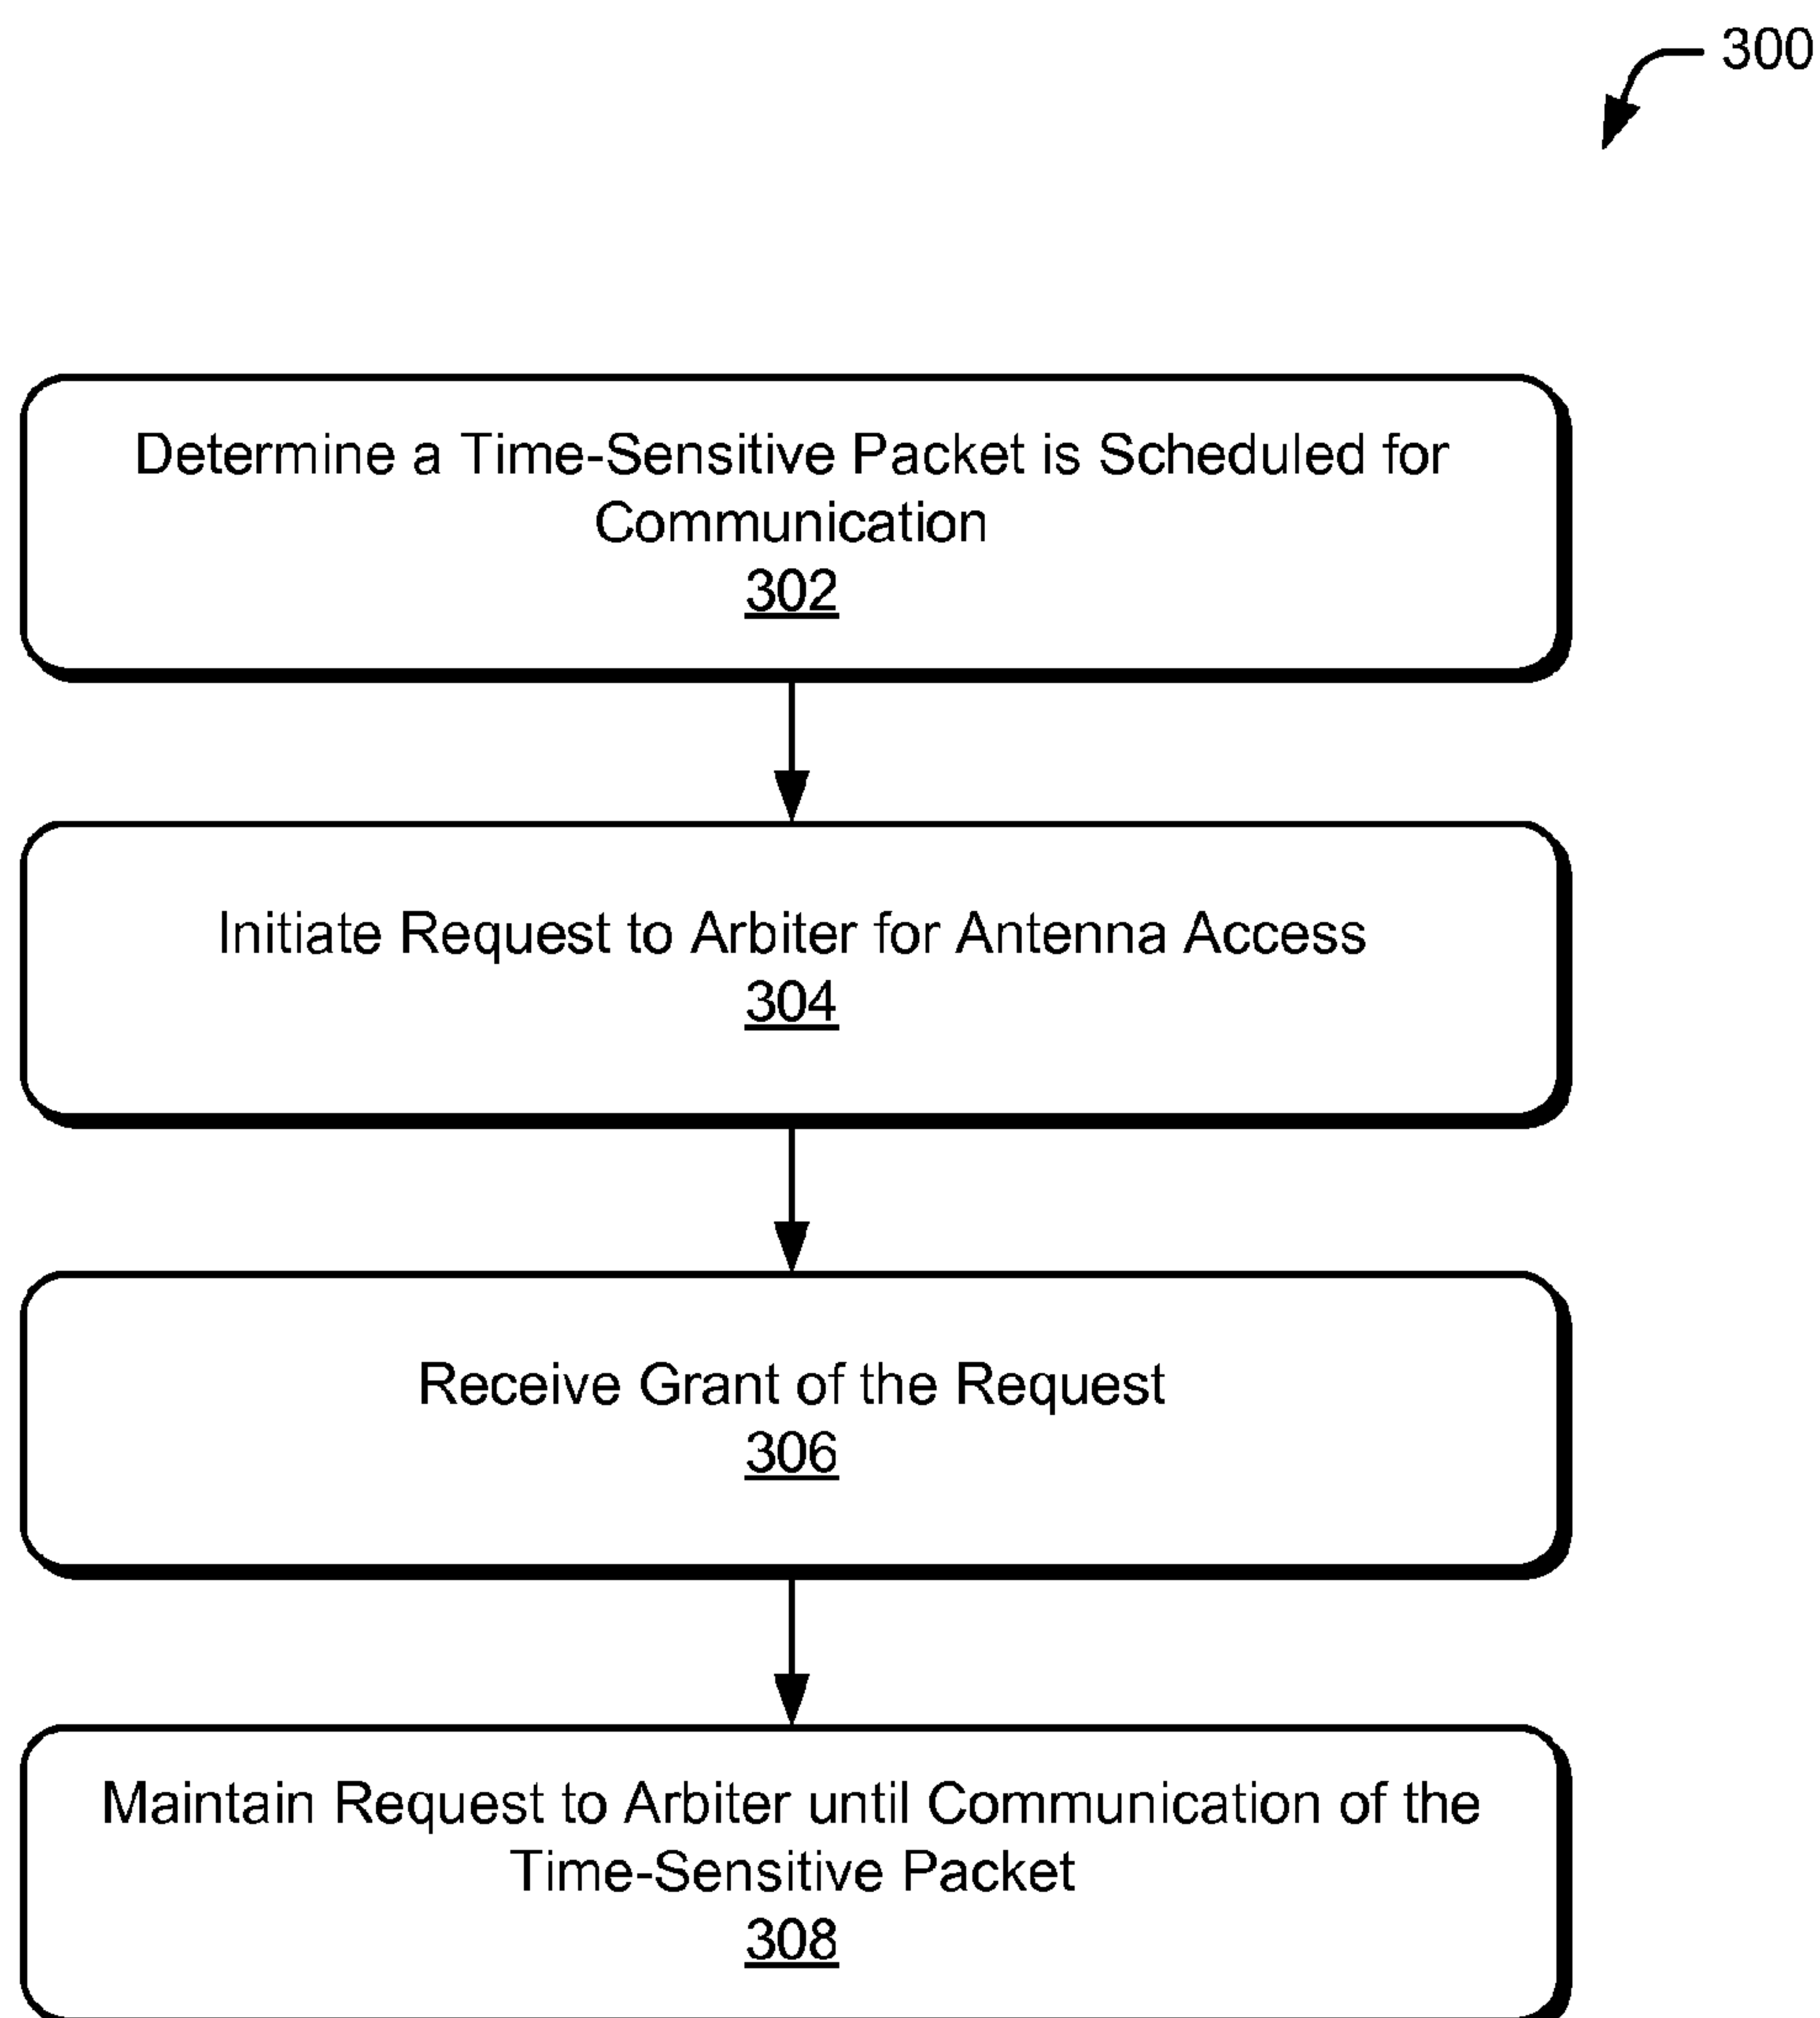 300
Determine a Time-Sensitive Packet is Scheduled for
Communication
302
Initiate Request to Arbiter for Antenna Access
304
Receive Grant of the Request
306
Maintain Request to Arbiter until Communication of the
Time-Sensitive Packet
308